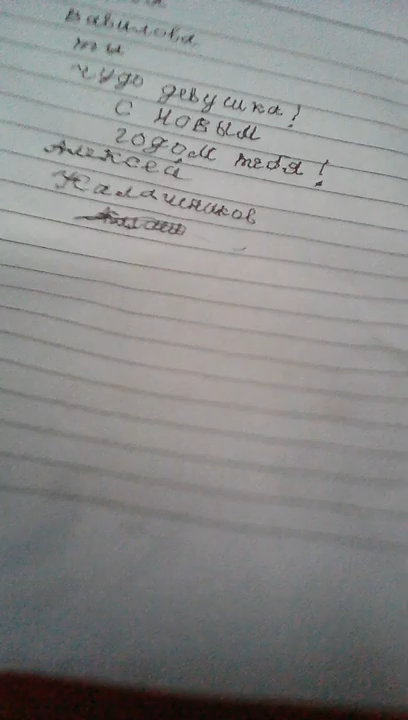 Вавилова
ты
чудо девушка!
С новым
годом тебя!
Алексей
Калашников